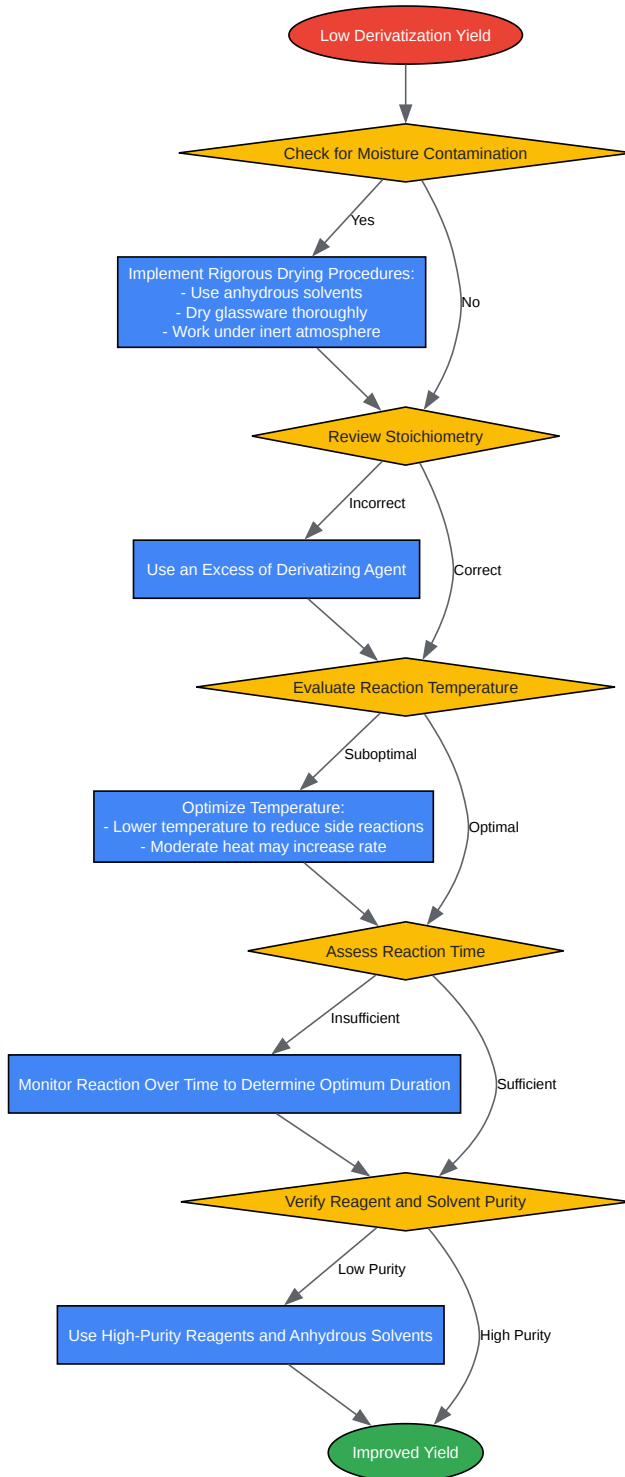 Low Derivatization Yield
Check for Moisture Contamination
Yes
Implement Rigorous Drying Procedures:
- Use anhydrous solvents
- Dry glassware thoroughly
- Work under inert atmosphere
No
Review Stoichiometry
Incorrect
Use an Excess of Derivatizing Agent
Correct
Evaluate Reaction Temperature
Suboptimal
Optimize Temperature:
- Lower temperature to reduce side reactions
- Moderate heat may increase rate
Optimal
Assess Reaction Time
Insufficient
Monitor Reaction Over Time to Determine Optimum Duration
Sufficient
Verify Reagent and Solvent Purity
Low Purity
Use High-Purity Reagents and Anhydrous Solvents
High Purity
Improved Yield